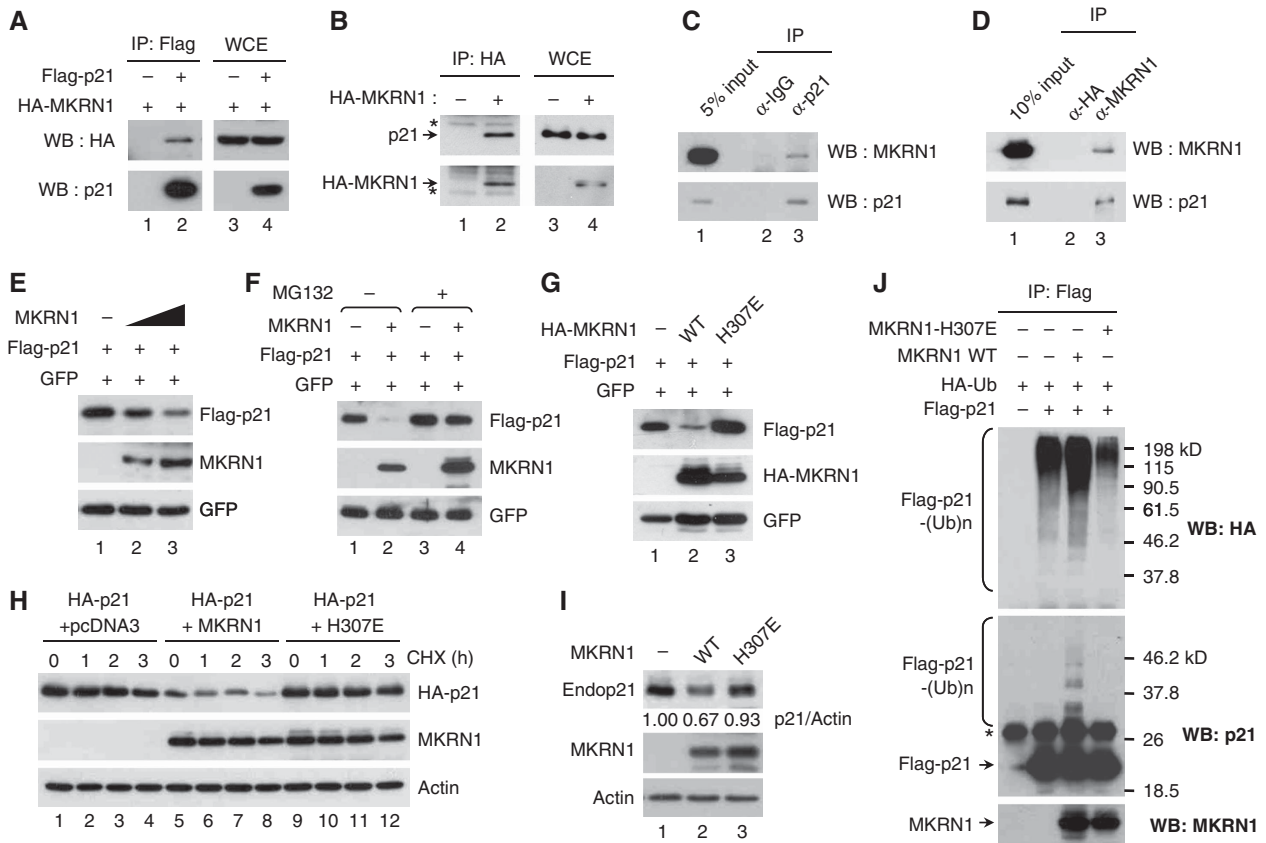 A
IP: Flag WCE
Flag-p21 – + – +
HA-MKRN1 + + + +
WB : HA
WB : p21
1 2 3 4
B
IP: HA WCE
HA-MKRN1 : – + – +
*
p21
HA-MKRN1
*
1 2 3 4
C
IP
5% input α-IgG α-p21
WB : MKRN1
WB : p21
1 2 3
D
IP
10% input α-HA α-MKRN1
WB : MKRN1
WB : p21
1 2 3
E
MKRN1 –
Flag-p21 + + +
GFP + + +
Flag-p21
MKRN1
GFP
1 2 3
F
MG132 – +
MKRN1 – + – +
Flag-p21 + + + +
GFP + + + +
Flag-p21
MKRN1
GFP
1 2 3 4
G
HA-MKRN1 – WT H307E
Flag-p21 + + +
GFP + + +
Flag-p21
HA-MKRN1
GFP
1 2 3
H
HA-p21 HA-p21 HA-p21
+pcDNA3 + MKRN1 + H307E
0 1 2 3 0 1 2 3 0 1 2 3 CHX (h)
HA-p21
MKRN1
Actin
1 2 3 4 5 6 7 8 9 10 11 12
I
MKRN1 – WT H307E
Endop21
1.00 0.67 0.93 p21/Actin
MKRN1
Actin
1 2 3
J
IP: Flag
MKRN1-H307E – – – +
MKRN1 WT – – + –
HA-Ub + + + +
Flag-p21 – + + +
198 kD
115
90.5
61.5
46.2
37.8
Flag-p21
-(Ub)n
WB: HA
46.2 kD
37.8
26
18.5
Flag-p21
-(Ub)n
*
WB: p21
Flag-p21
MKRN1
WB: MKRN1